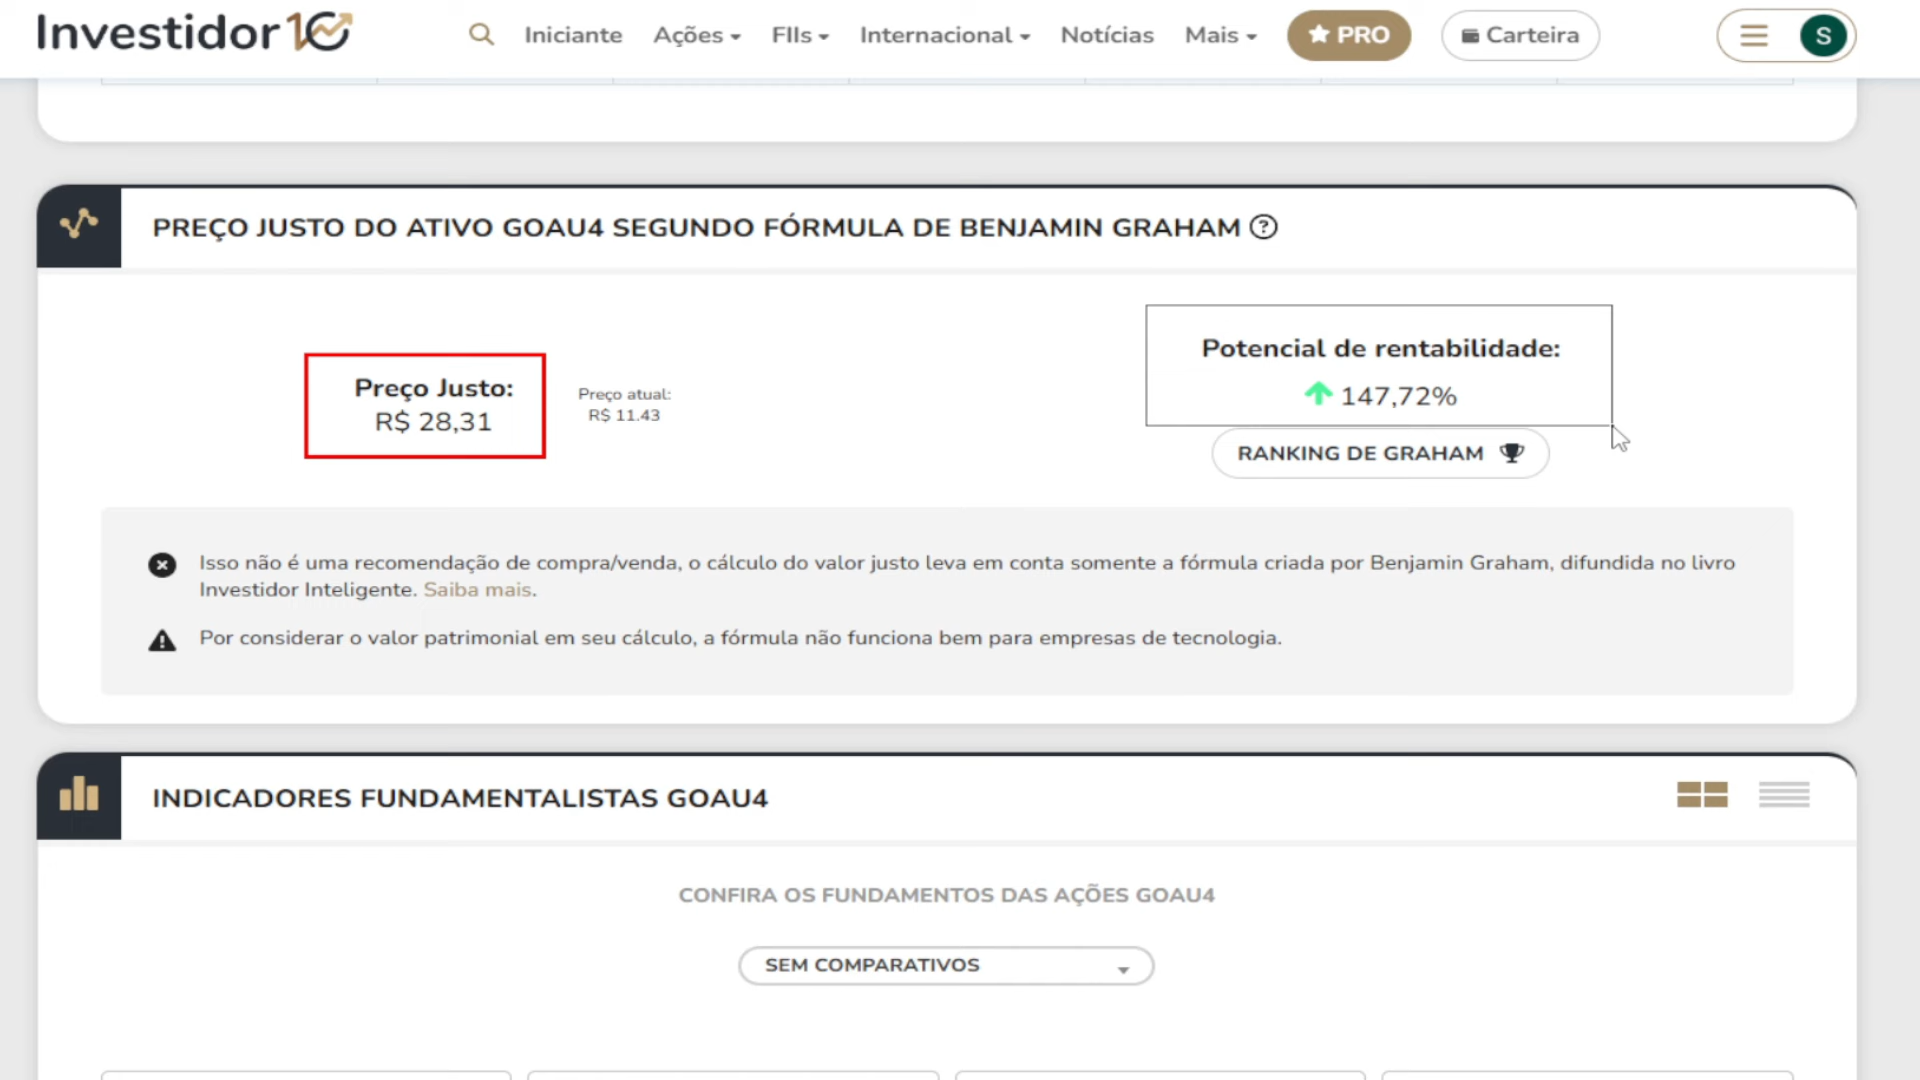 Investidor 10
Iniciante Ações FIIs Internacional Notícias Mais PRO Carteira S
PREÇO JUSTO DO ATIVO GOAU4 SEGUNDO FÓRMULA DE BENJAMIN GRAHAM ?
Preço Justo:
R$ 28,31
Preço atual:
R$ 11.43
Potencial de rentabilidade:
147,72%
RANKING DE GRAHAM
Isso não é uma recomendação de compra/venda, o cálculo do valor justo leva em conta somente a fórmula criada por Benjamin Graham, difundida no livro
Investidor Inteligente. Saiba mais.
Por considerar o valor patrimonial em seu cálculo, a fórmula não funciona bem para empresas de tecnologia.
INDICADORES FUNDAMENTALISTAS GOAU4
CONFIRA OS FUNDAMENTOS DAS AÇÕES GOAU4
SEM COMPARATIVOS